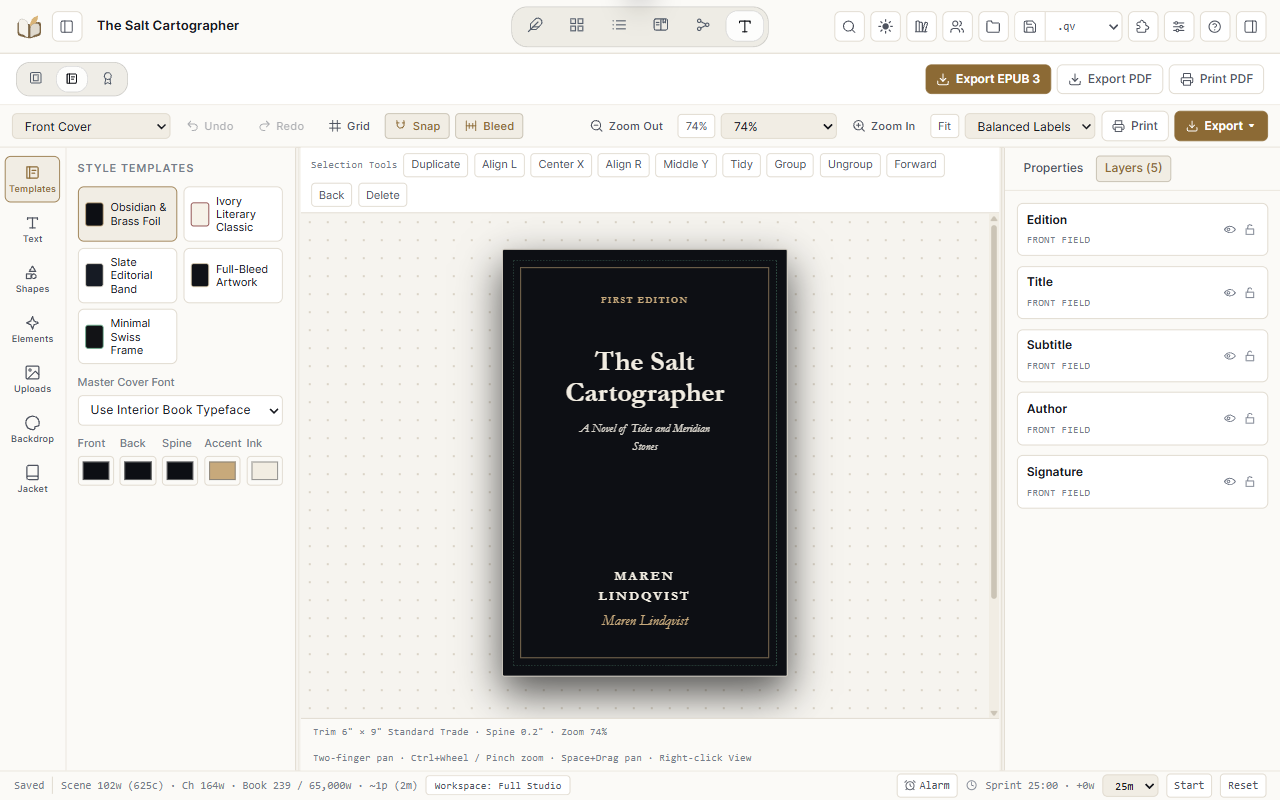 The Salt Cartographer
.qv
Export EPUB 3
Export PDF
Print PDF
Front Cover
Undo
Redo
Grid
Snap
Bleed
Zoom Out
74%
74%
Zoom In
Fit
Balanced Labels
Print
Export
Templates
Text
Shapes
Elements
Uploads
Backdrop
Jacket
STYLE TEMPLATES
Obsidian &
Brass Foil
Ivory
Literary
Classic
Slate
Editorial
Band
Full-Bleed
Artwork
Minimal
Swiss
Frame
Master Cover Font
Use Interior Book Typeface
Front Back Spine Accent Ink
Selection Tools Duplicate Align L Center X Align R Middle Y Tidy Group Ungroup Forward
Back Delete
FIRST EDITION
The Salt
Cartographer
A Novel of Tides and Meridian
Stones
MAREN
LINDQVIST
Maren Lindqvist
Trim 6" × 9" Standard Trade · Spine 0.2" · Zoom 74%
Two-finger pan · Ctrl+Wheel / Pinch zoom · Space+Drag pan · Right-click View
Properties
Layers (5)
Edition
FRONT FIELD
Title
FRONT FIELD
Subtitle
FRONT FIELD
Author
FRONT FIELD
Signature
FRONT FIELD
Saved
Scene 102w (625c) · Ch 164w · Book 239 / 65,000w · ~1p (2m)
Workspace: Full Studio
Alarm
Sprint 25:00 · +0w
25m
Start
Reset